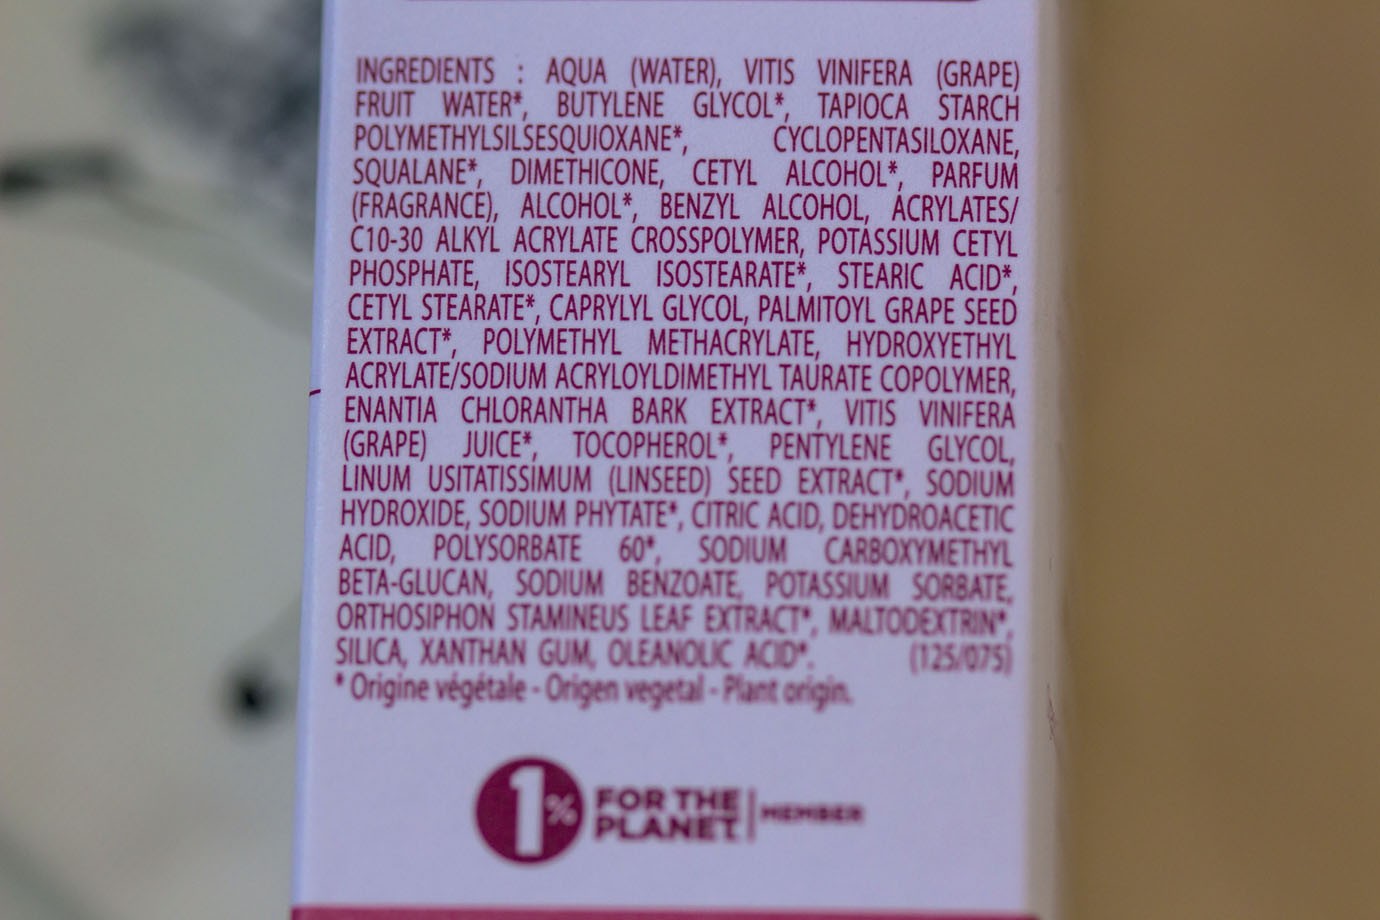 INGREDIENTS : AQUA (WATER), VITIS VINIFERA (GRAPE)
FRUIT WATER*, BUTYLENE GLYCOL*, TAPIOCA STARCH
POLYMETHYLSILSESQUIOXANE*, CYCLOPENTASILOXANE,
SQUALANE*, DIMETHICONE, CETYL ALCOHOL*, PARFUM
(FRAGRANCE), ALCOHOL*, BENZYL ALCOHOL, ACRYLATES/
C10-30 ALKYL ACRYLATE CROSSPOLYMER, POTASSIUM CETYL
PHOSPHATE, ISOSTEARYL ISOSTEARATE*, STEARIC ACID*,
CETYL STEARATE*, CAPRYLYL GLYCOL, PALMITOYL GRAPE SEED
EXTRACT*, POLYMETHYL METHACRYLATE, HYDROXYETHYL
ACRYLATE/SODIUM ACRYLOYLDIMETHYL TAURATE COPOLYMER,
ENANTIA CHLORANTHA BARK EXTRACT*, VITIS VINIFERA
(GRAPE) JUICE*, TOCOPHEROL*, PENTYLENE GLYCOL,
LINUM USITATISSIMUM (LINSEED) SEED EXTRACT*, SODIUM
HYDROXIDE, SODIUM PHYTATE*, CITRIC ACID, DEHYDROACETIC
ACID, POLYSORBATE 60*, SODIUM CARBOXYMETHYL
BETA-GLUCAN, SODIUM BENZOATE, POTASSIUM SORBATE,
ORTHOSIPHON STAMINEUS LEAF EXTRACT*, MALTODEXTRIN*,
SILICA, XANTHAN GUM, OLEANOLIC ACID*. (125/075)
* Origine végétale - Origen vegetal - Plant origin.
1% FOR THE
PLANET MEMBER